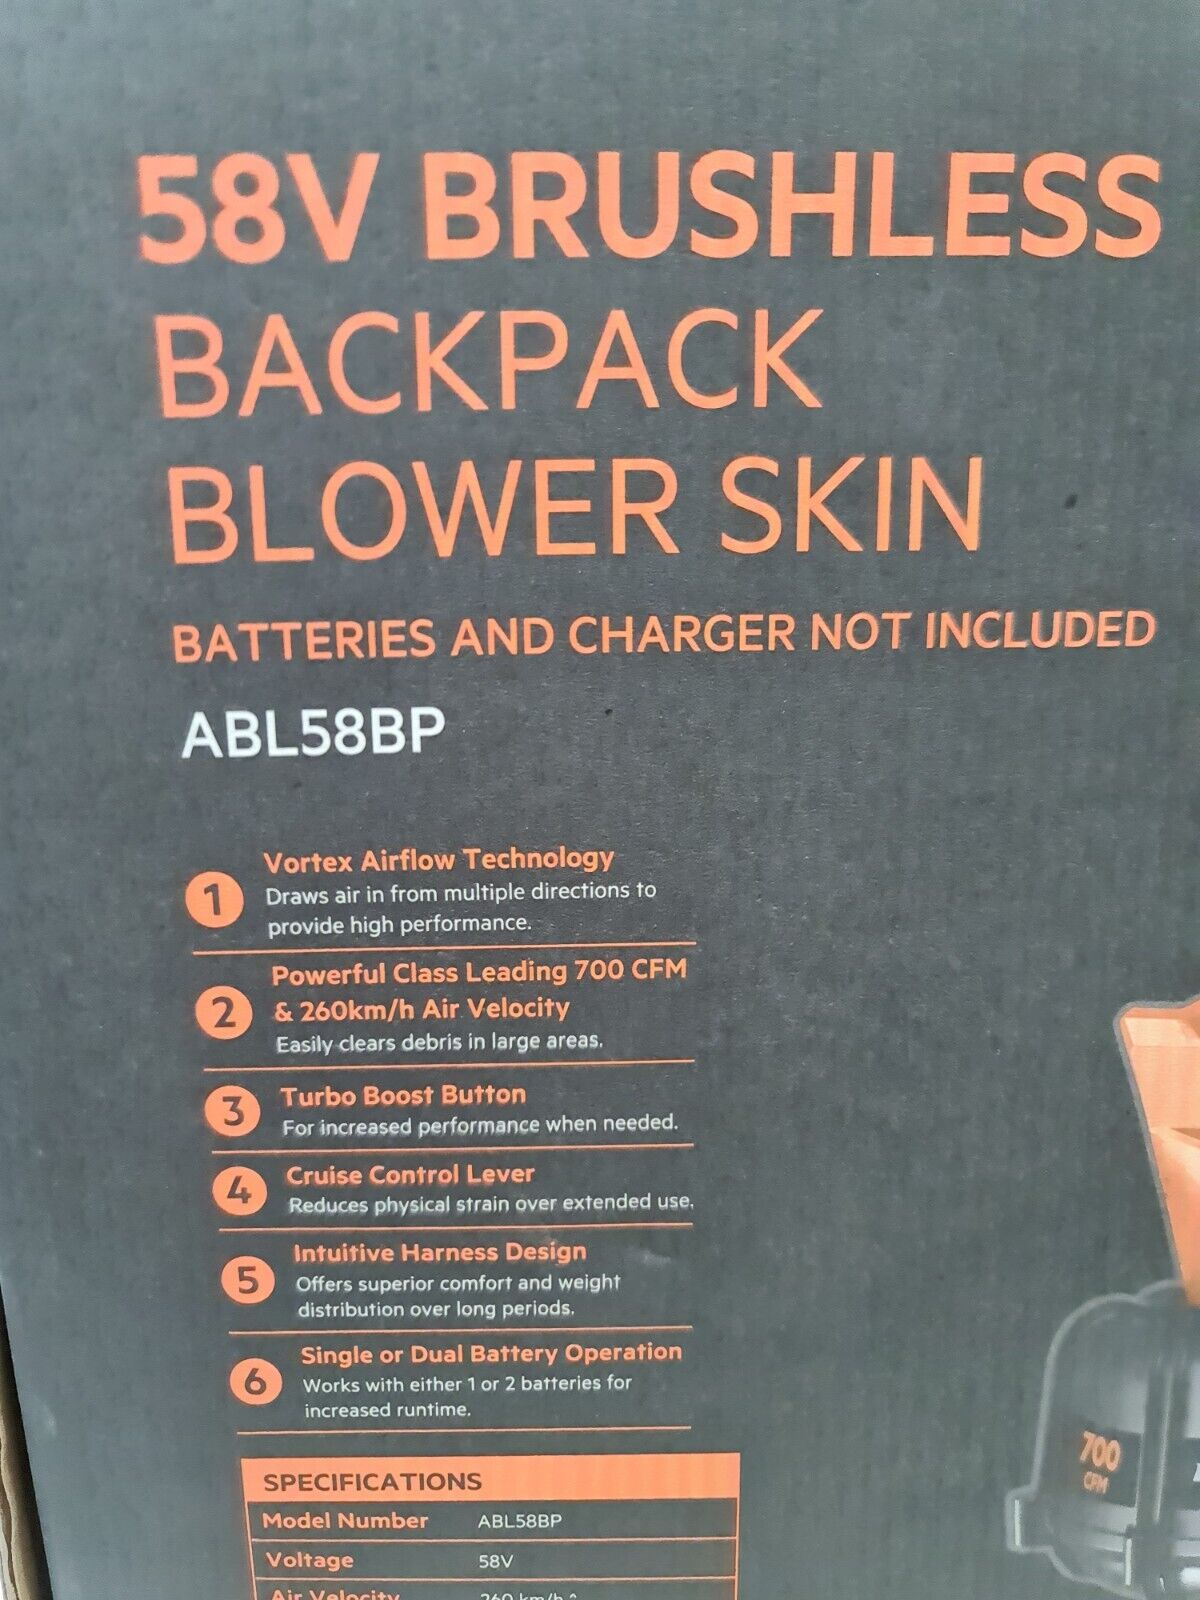 58V BRUSHLESS
BACKPACK
BLOWER SKIN
BATTERIES AND CHARGER NOT INCLUDED
ABL58BP
1
Vortex Airflow Technology
Draws air in from multiple directions to
provide high performance.
2
Powerful Class Leading 700 CFM
& 260km/h Air Velocity
Easily clears debris in large areas.
3
Turbo Boost Button
For increased performance when needed.
4
Cruise Control Lever
Reduces physical strain over extended use.
5
Intuitive Harness Design
Offers superior comfort and weight
distribution over long periods.
6
Single or Dual Battery Operation
Works with either 1 or 2 batteries for
increased runtime.
SPECIFICATIONS
Model Number ABL58BP
Voltage 58V
Air Velocity 260 km/h ^
700
CFM